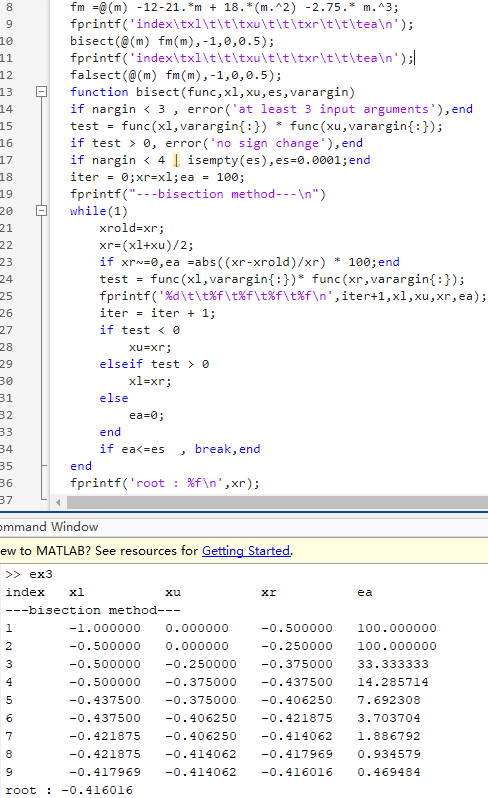 8 fm =@(m) -12-21.*m + 18.*(m.^2) -2.75.* m.^3;
9 fprintf('index\txl\t\t\txu\t\t\txr\t\t\tea\n');
10 bisect(@(m) fm(m),-1,0,0.5);
11 fprintf('index\txl\t\t\txu\t\t\txr\t\t\tea\n');
12 falsect(@(m) fm(m),-1,0,0.5);
13 function bisect(func,xl,xu,es,varargin)
14 if nargin < 3 , error('at least 3 input arguments'),end
15 test = func(xl,varargin{:}) * func(xu,varargin{:});
16 if test > 0, error('no sign change'),end
17 if nargin < 4 | isempty(es),es=0.0001;end
18 iter = 0;xr=xl;ea = 100;
19 fprintf("---bisection method---\n")
20 while(1)
21 xrold=xr;
22 xr=(xl+xu)/2;
23 if xr~=0,ea =abs((xr-xrold)/xr) * 100;end
24 test = func(xl,varargin{:})* func(xr,varargin{:});
25 fprintf('%d\t\t%f\t%f\t%f\t%f\n',iter+1,xl,xu,xr,ea);
26 iter = iter + 1;
27 if test < 0
28 xu=xr;
29 elseif test > 0
30 xl=xr;
31 else
32 ea=0;
33 end
34 if ea<=es , break,end
35 end
36 fprintf('root : %f\n',xr);
37
ommand Window
ew to MATLAB? See resources for Getting Started.
>> ex3
index xl xu xr ea
---bisection method---
1 -1.000000 0.000000 -0.500000 100.000000
2 -0.500000 0.000000 -0.250000 100.000000
3 -0.500000 -0.250000 -0.375000 33.333333
4 -0.500000 -0.375000 -0.437500 14.285714
5 -0.437500 -0.375000 -0.406250 7.692308
6 -0.437500 -0.406250 -0.421875 3.703704
7 -0.421875 -0.406250 -0.414062 1.886792
8 -0.421875 -0.414062 -0.417969 0.934579
9 -0.417969 -0.414062 -0.416016 0.469484
root : -0.416016